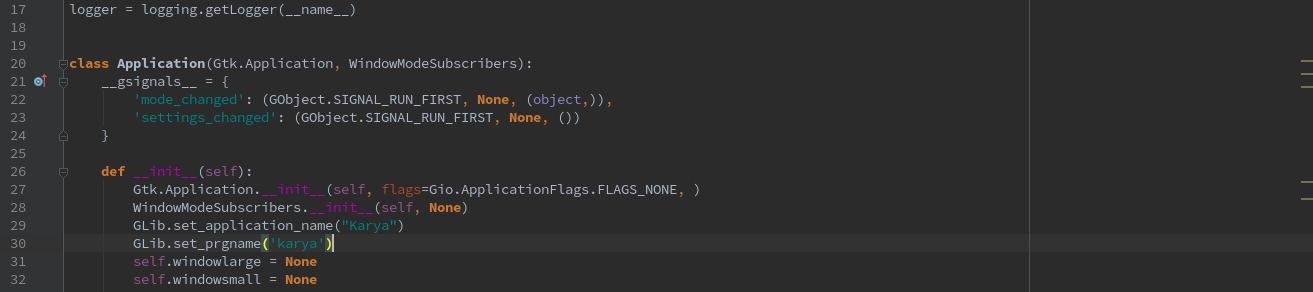 17 logger = logging.getLogger(__name__)
18
19
20 class Application(Gtk.Application, WindowModeSubscribers):
21     __gsignals__ = {
22         'mode_changed': (GObject.SIGNAL_RUN_FIRST, None, (object,)),
23         'settings_changed': (GObject.SIGNAL_RUN_FIRST, None, ())
24     }
25
26     def __init__(self):
27         Gtk.Application.__init__(self, flags=Gio.ApplicationFlags.FLAGS_NONE, )
28         WindowModeSubscribers.__init__(self, None)
29         GLib.set_application_name("Karya")
30         GLib.set_prgname('karya')
31         self.windowlarge = None
32         self.windowsmall = None